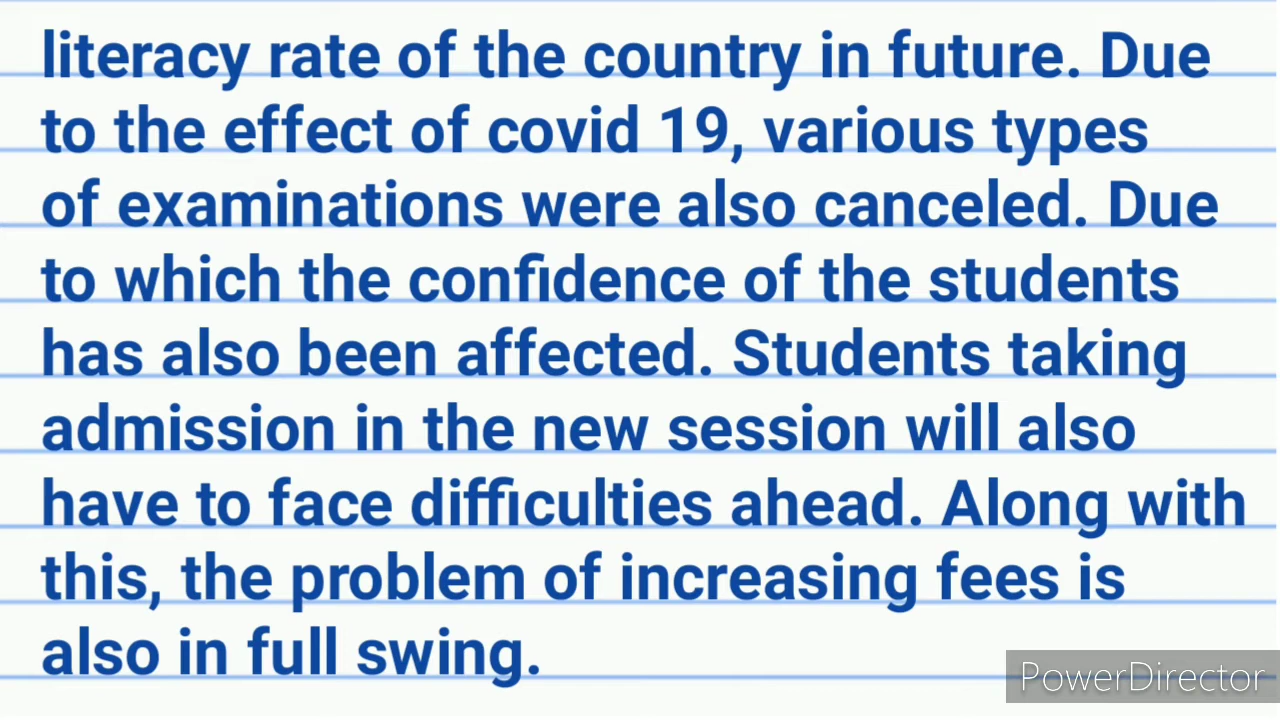 literacy rate of the country in future. Due
to the effect of covid 19, various types
of examinations were also canceled. Due
to which the confidence of the students
has also been affected. Students taking
admission in the new session will also
have to face difficulties ahead. Along with
this, the problem of increasing fees is
also in full swing.
PowerDirector